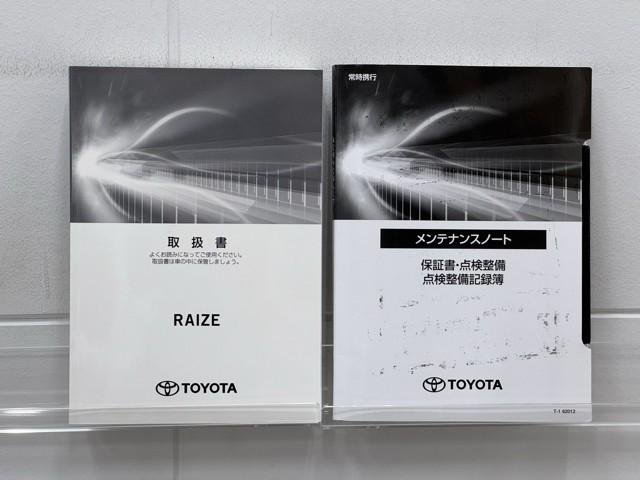 取扱書
よくお読みになってご使用ください。
取扱書は車の中に保管しましょう。
RAIZE
TOYOTA
常時携行
メンテナンスノート
保証書・点検整備
点検整備記録簿
TOYOTA
T-1 62012